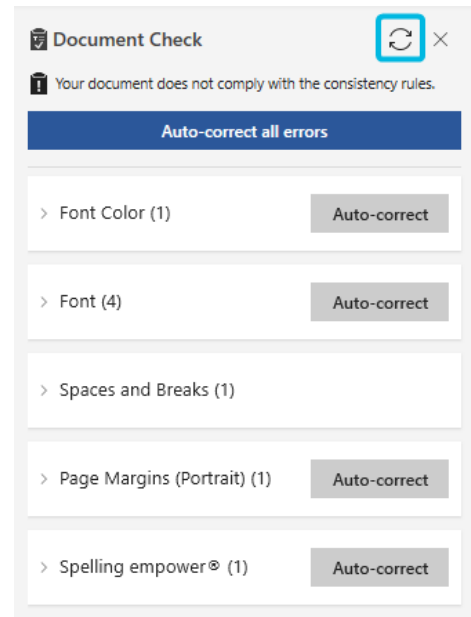 Document Check
Your document does not comply with the consistency rules.
Auto-correct all errors
Font Color (1)
Auto-correct
Font (4)
Auto-correct
Spaces and Breaks (1)
Page Margins (Portrait) (1)
Auto-correct
Spelling empower® (1)
Auto-correct